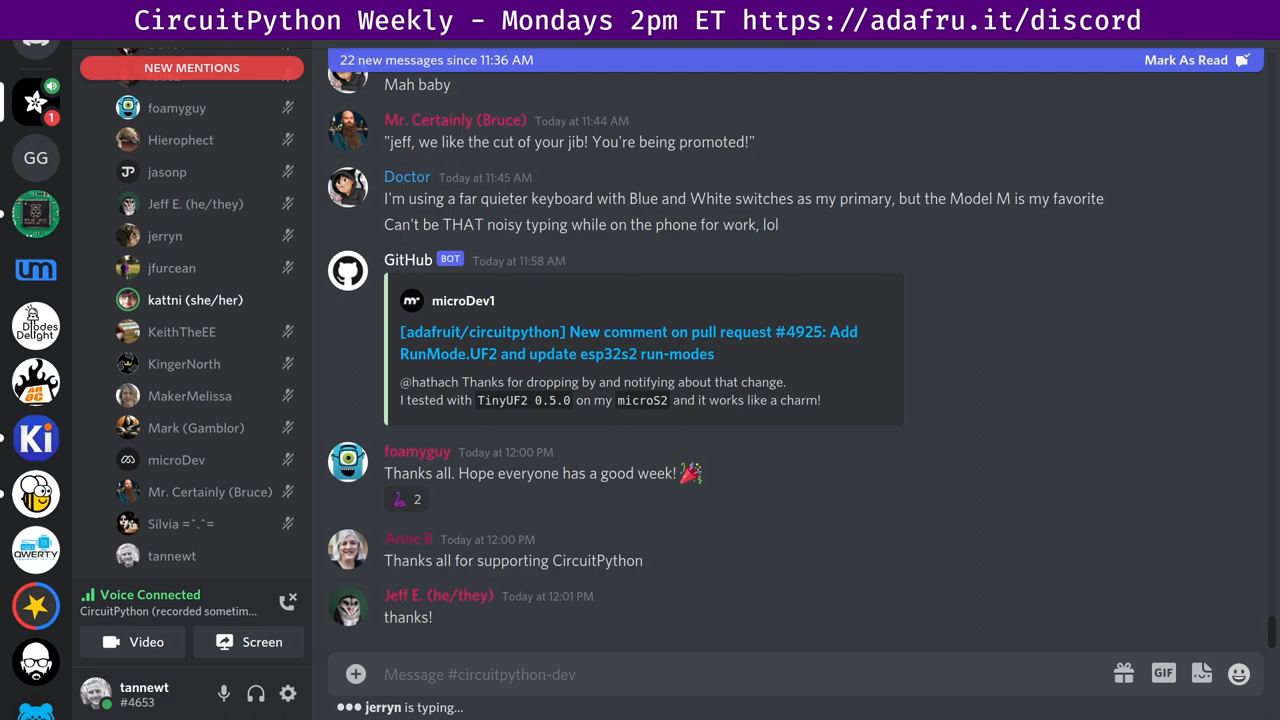 CircuitPython Weekly - Mondays 2pm ET https://adafru.it/discord
NEW MENTIONS
foamyguy
Hierophect
jasonp
Jeff E. (he/they)
jerryn
jfurcean
kattni (she/her)
KeithTheEE
KingerNorth
MakerMelissa
Mark (Gamblor)
microDev
Mr. Certainly (Bruce)
Silvia =^.^=
tannewt
Voice Connected
CircuitPython (recorded sometim...
Video
Screen
tannewt
#4653
1
GG
Diodes
Delight
AHOC
Ki
QWERTY
22 new messages since 11:36 AM
Mark As Read
Mah baby
Mr. Certainly (Bruce) Today at 11:44 AM
"jeff, we like the cut of your jib! You're being promoted!"
Doctor Today at 11:45 AM
I'm using a far quieter keyboard with Blue and White switches as my primary, but the Model M is my favorite
Can't be THAT noisy typing while on the phone for work, lol
GitHub BOT Today at 11:58 AM
microDev1
[adafruit/circuitpython] New comment on pull request #4925: Add
RunMode.UF2 and update esp32s2 run-modes
@hathach Thanks for dropping by and notifying about that change.
I tested with TinyUF2 0.5.0 on my microS2 and it works like a charm!
foamyguy Today at 12:00 PM
Thanks all. Hope everyone has a good week! 🎉
2
Anne B Today at 12:00 PM
Thanks all for supporting CircuitPython
Jeff E. (he/they) Today at 12:01 PM
thanks!
Message #circuitpython-dev
GIF
jerryn is typing...